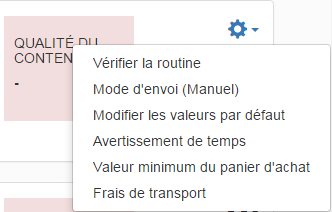 QUALITÉ DU
CONTEN
-
Vérifier la routine
Mode d'envoi (Manuel)
Modifier les valeurs par défaut
Avertissement de temps
Valeur minimum du panier d'achat
Frais de transport